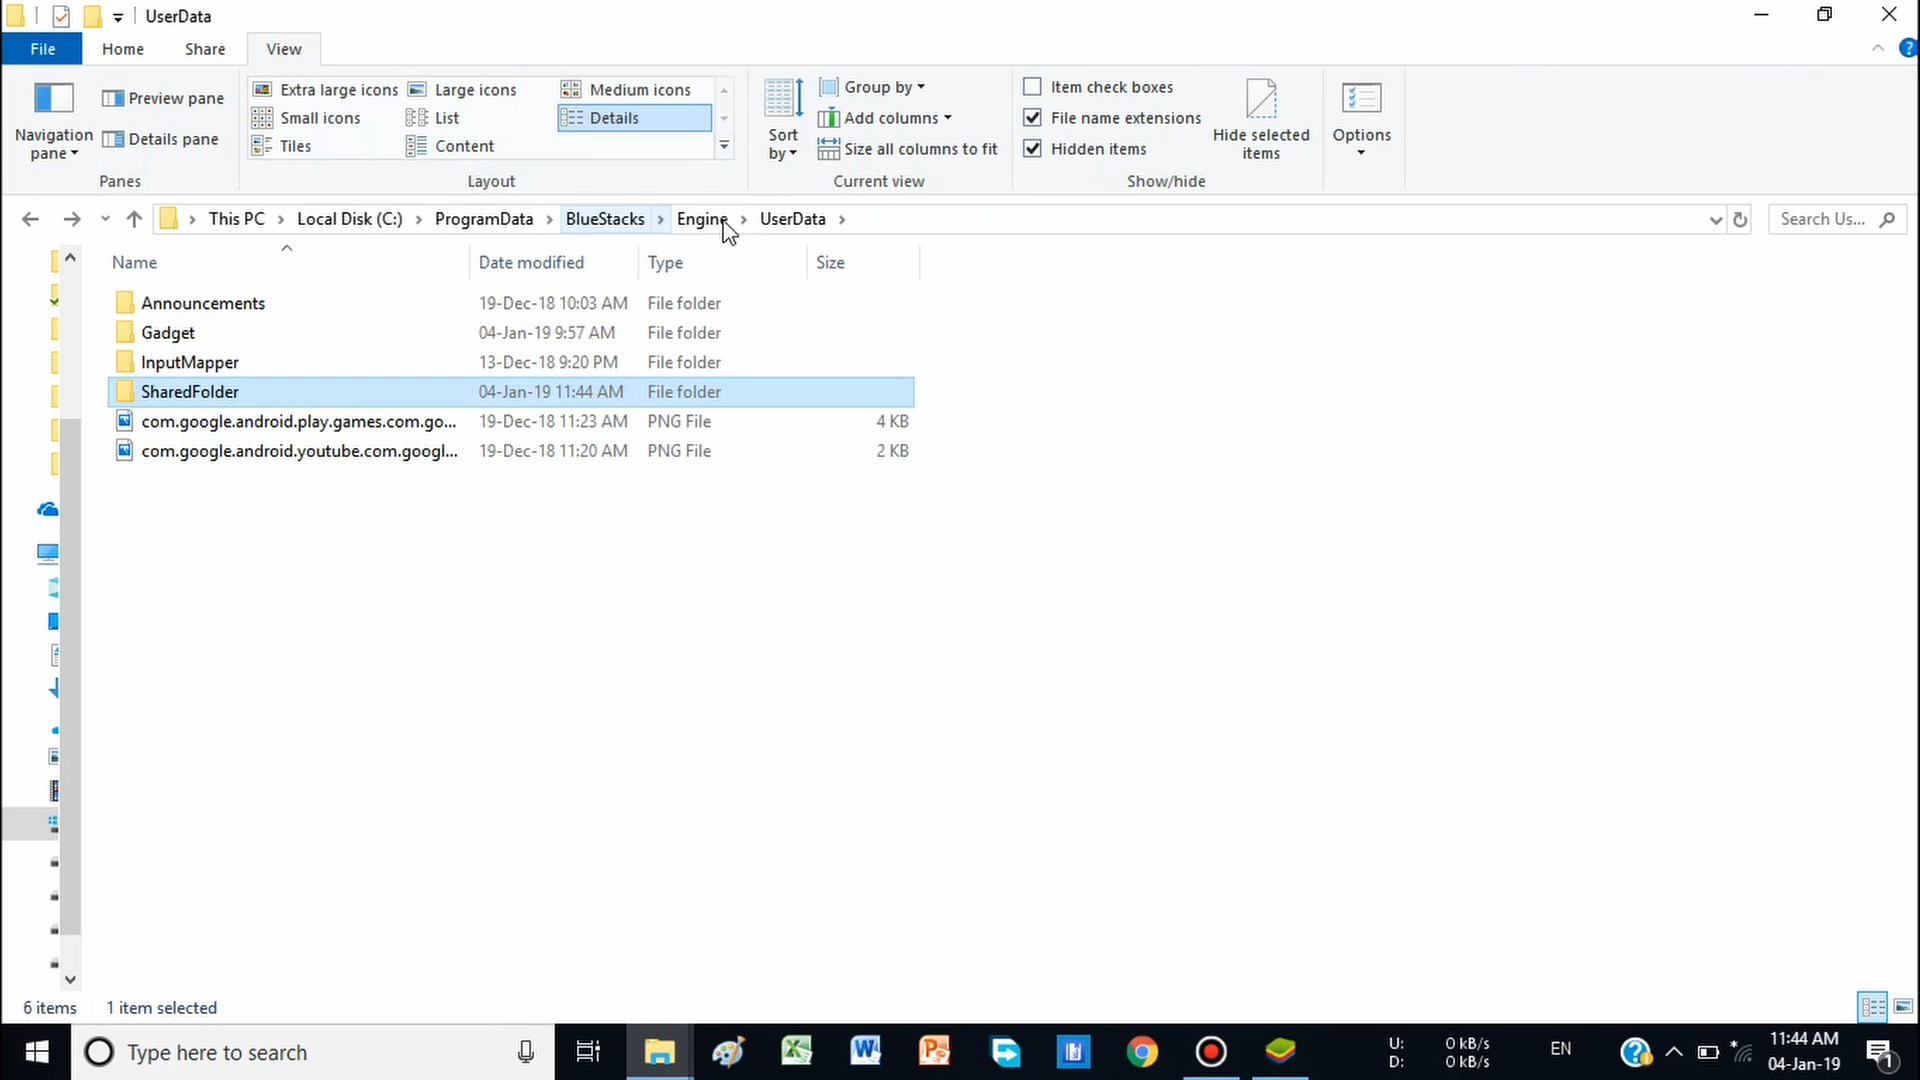 UserData
File Home Share View
Navigation pane
Preview pane
Details pane
Panes
Extra large icons Large icons Medium icons
Small icons List Details
Tiles Content
Layout
Sort by
Group by
Add columns
Size all columns to fit
Current view
Item check boxes
File name extensions
Hidden items
Hide selected items
Show/hide
Options
This PC Local Disk (C:) ProgramData BlueStacks Engine UserData
Search Us...
Name Date modified Type Size
Announcements 19-Dec-18 10:03 AM File folder
Gadget 04-Jan-19 9:57 AM File folder
InputMapper 13-Dec-18 9:20 PM File folder
SharedFolder 04-Jan-19 11:44 AM File folder
com.google.android.play.games.com.go... 19-Dec-18 11:23 AM PNG File 4 KB
com.google.android.youtube.com.googl... 19-Dec-18 11:20 AM PNG File 2 KB
6 items 1 item selected
Type here to search
U: 0 kB/s
D: 0 kB/s
EN
11:44 AM
04-Jan-19
1